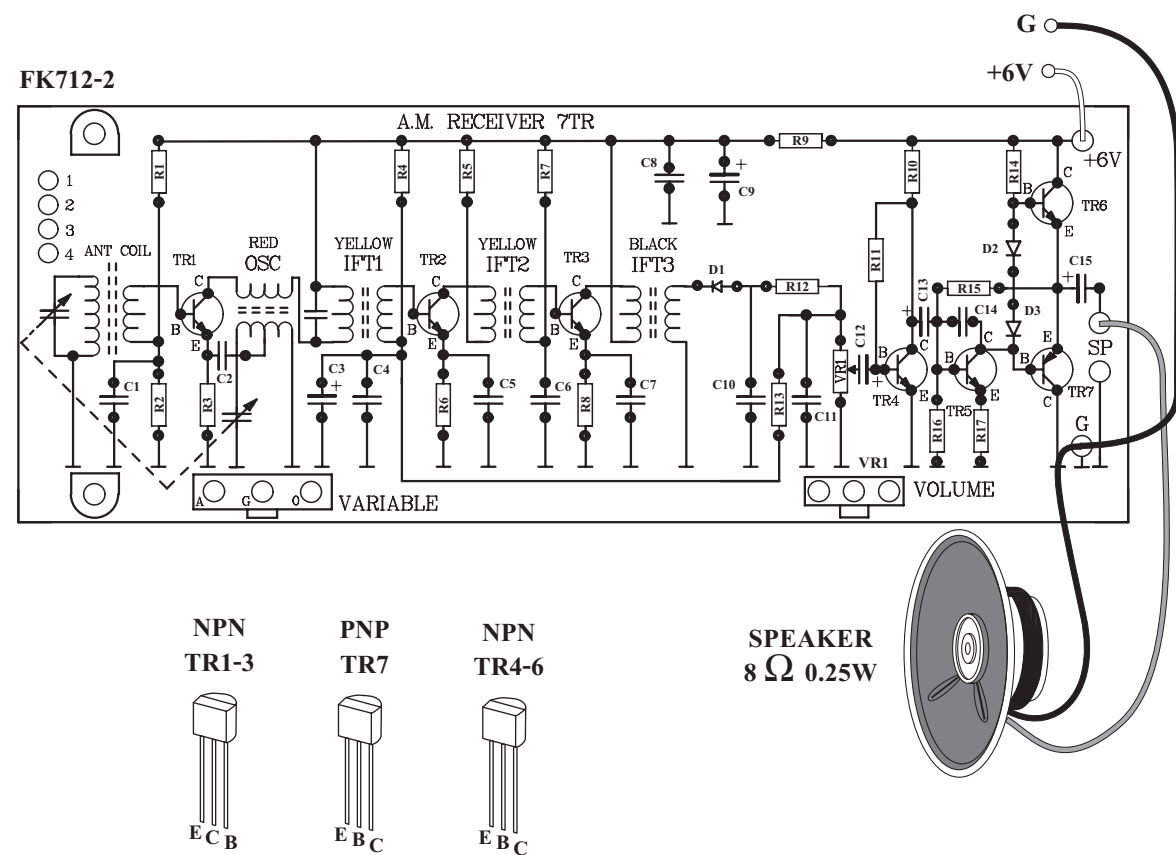 G
+6V
FK712-2
A.M. RECEIVER 7TR
+6V
1
2
3
4
R1
R4
R5
R7
C8
C9
+
R9
R10
R14
C
B
TR6
E
ANT COIL
TR1
RED
OSC
YELLOW
IFT1
TR2
YELLOW
IFT2
TR3
BLACK
IFT3
D1
R12
R11
D2
R15
C15
+
C
B
E
C
B
E
C
B
E
C13
+
C14
D3
SP
C1
R2
R3
C2
C3
+
C4
R6
C5
C6
R8
C7
C10
R13
C11
VR1
C12
+
B
C
E
TR4
B
C
E
TR5
R16
R17
B
E
C
TR7
G
A
G
O
VARIABLE
VR1
VOLUME
NPN
TR1-3
PNP
TR7
NPN
TR4-6
SPEAKER
8 Ω 0.25W
E C B
E B C
E B C